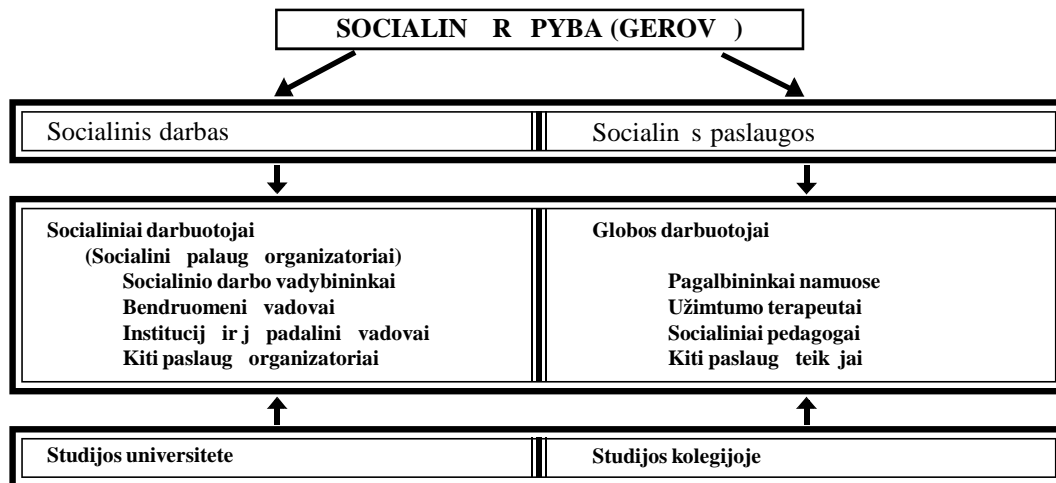 SOCIALIN R PYBA (GEROV )
Socialinis darbas
Socialin s paslaugos
Socialiniai darbuotojai
(Socialini palaug organizatoriai)
Socialinio darbo vadybininkai
Bendruomeni vadovai
Institucij ir j padalini vadovai
Kiti paslaug organizatoriai
Globos darbuotojai
Pagalbininkai namuose
Užimtumo terapeutai
Socialiniai pedagogai
Kiti paslaug teik jai
Studijos universitete
Studijos kolegijoje